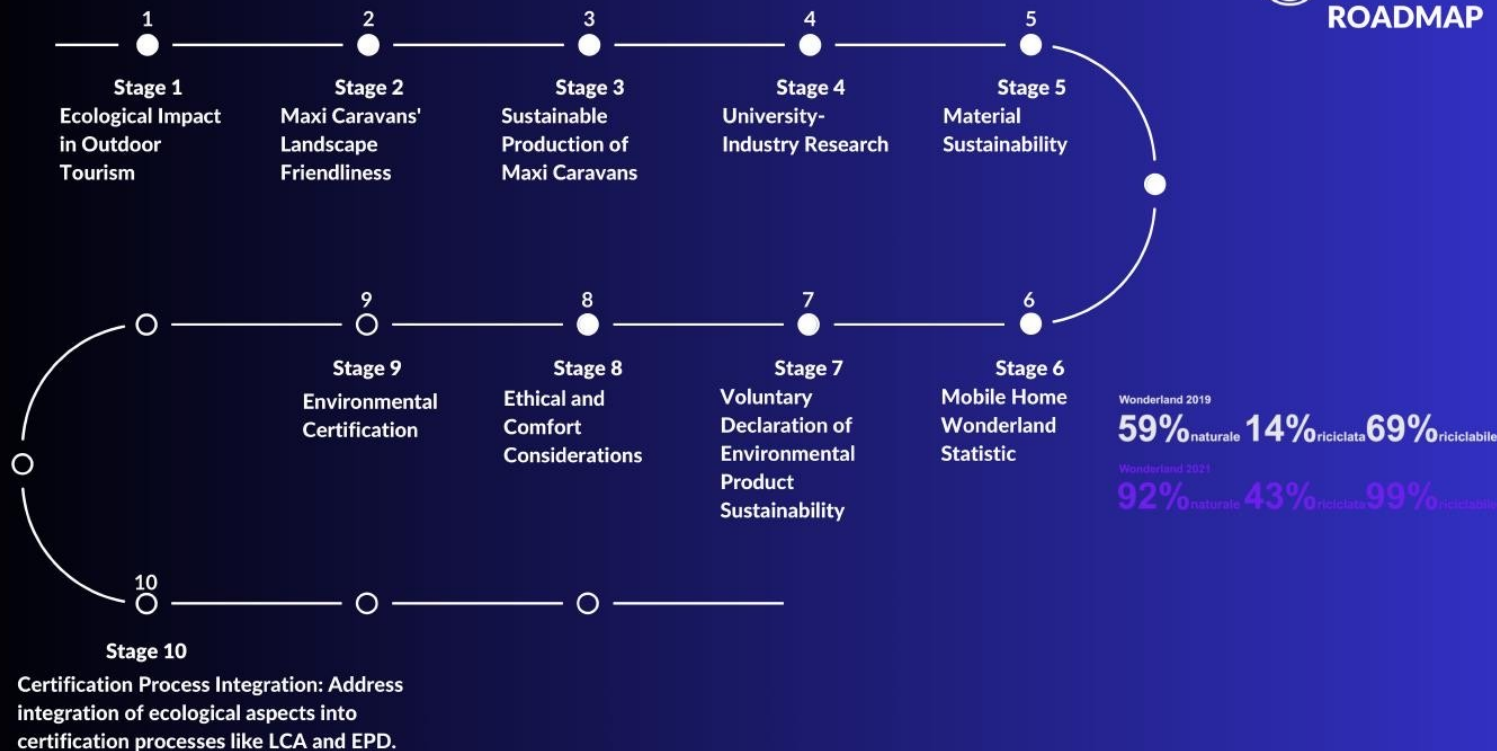 ROADMAP
1
2
3
4
5
Stage 1
Ecological Impact
in Outdoor
Tourism
Stage 2
Maxi Caravans'
Landscape
Friendliness
Stage 3
Sustainable
Production of
Maxi Caravans
Stage 4
University-
Industry Research
Stage 5
Material
Sustainability
9
8
7
6
Stage 9
Environmental
Certification
Stage 8
Ethical and
Comfort
Considerations
Stage 7
Voluntary
Declaration of
Environmental
Product
Sustainability
Stage 6
Mobile Home
Wonderland
Statistic
Wonderland 2019
59% naturale 14% riciclata 69% riciclabile
Wonderland 2021
92% naturale 43% riciclata 99% riciclabile
10
Stage 10
Certification Process Integration: Address
integration of ecological aspects into
certification processes like LCA and EPD.